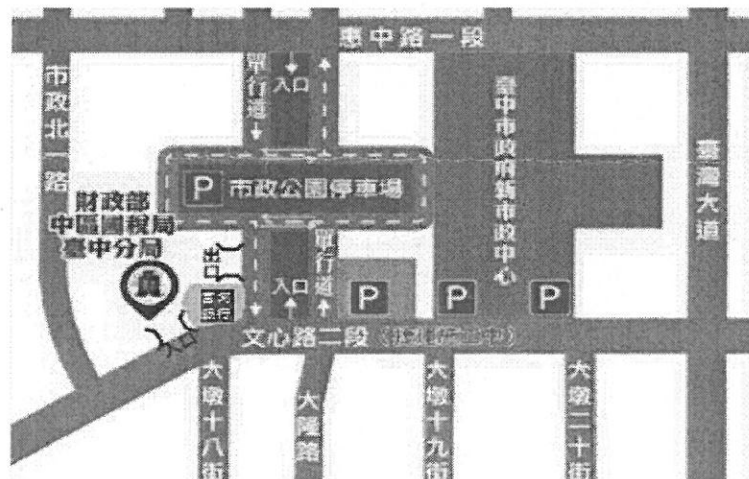 惠中路一段
單行道
入口
市政北一路
臺中市政府新市政中心
臺灣大道
P 市政公園停車場
財政部
中區國稅局
臺中分局
出口
入口
單行道
P
P
P
銀行
入口
文心路二段
大墩十八街
大隆路
大墩十九街
大墩二十街